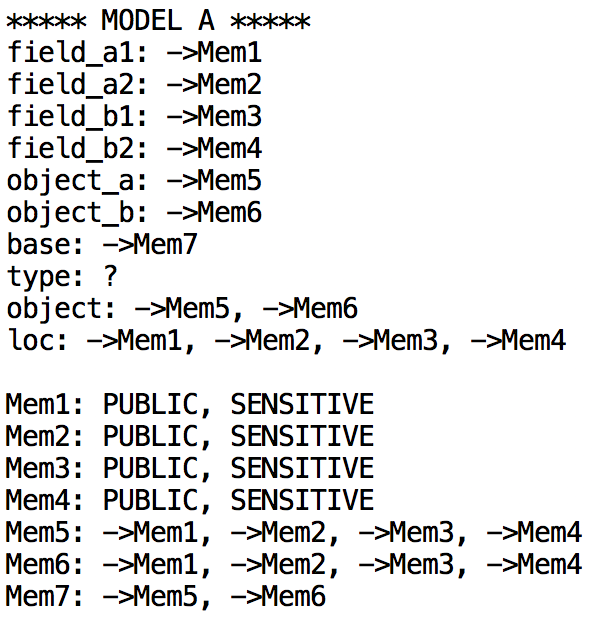 ***** MODEL A *****
field_a1: ->Mem1
field_a2: ->Mem2
field_b1: ->Mem3
field_b2: ->Mem4
object_a: ->Mem5
object_b: ->Mem6
base: ->Mem7
type: ?
object: ->Mem5, ->Mem6
loc: ->Mem1, ->Mem2, ->Mem3, ->Mem4
Mem1: PUBLIC, SENSITIVE
Mem2: PUBLIC, SENSITIVE
Mem3: PUBLIC, SENSITIVE
Mem4: PUBLIC, SENSITIVE
Mem5: ->Mem1, ->Mem2, ->Mem3, ->Mem4
Mem6: ->Mem1, ->Mem2, ->Mem3, ->Mem4
Mem7: ->Mem5, ->Mem6